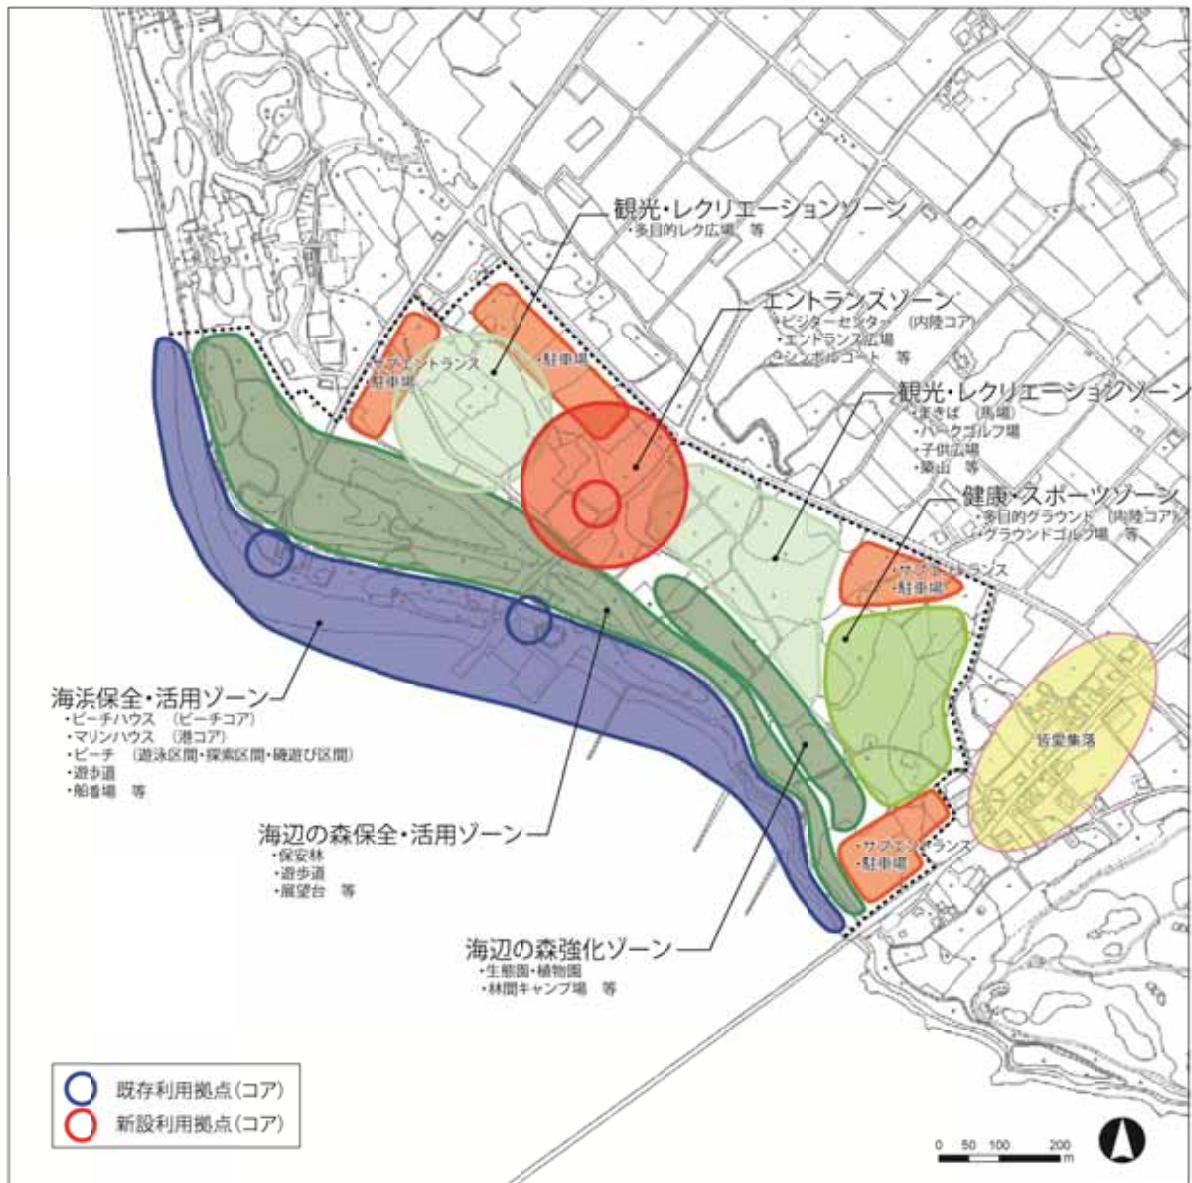 観光・レクリエーションゾーン
・多目的レク広場　等
エントランスゾーン
・ビジターセンター　(内陸コア)
・エントランス広場
・シンボルゴート　等
・サブエントランス
・駐車場
・駐車場
観光・レクリエーションゾーン
・まきば　(馬場)
・パークゴルフ場
・子供広場
・築山　等
健康・スポーツゾーン
・多目的グラウンド　(内陸コア)
・グラウンドゴルフ場　等
・サブエントランス
・駐車場
海浜保全・活用ゾーン
・ビーチハウス　(ビーチコア)
・マリンハウス　(港コア)
・ビーチ　(遊泳区間・探索区間・磯遊び区間)
・遊歩道
・船着場　等
皆愛集落
海辺の森保全・活用ゾーン
・保安林
・遊歩道
・展望台　等
・サブエントランス
・駐車場
海辺の森強化ゾーン
・生態園・植物園
・林間キャンプ場　等
既存利用拠点(コア)
新設利用拠点(コア)
0 50 100 200
m